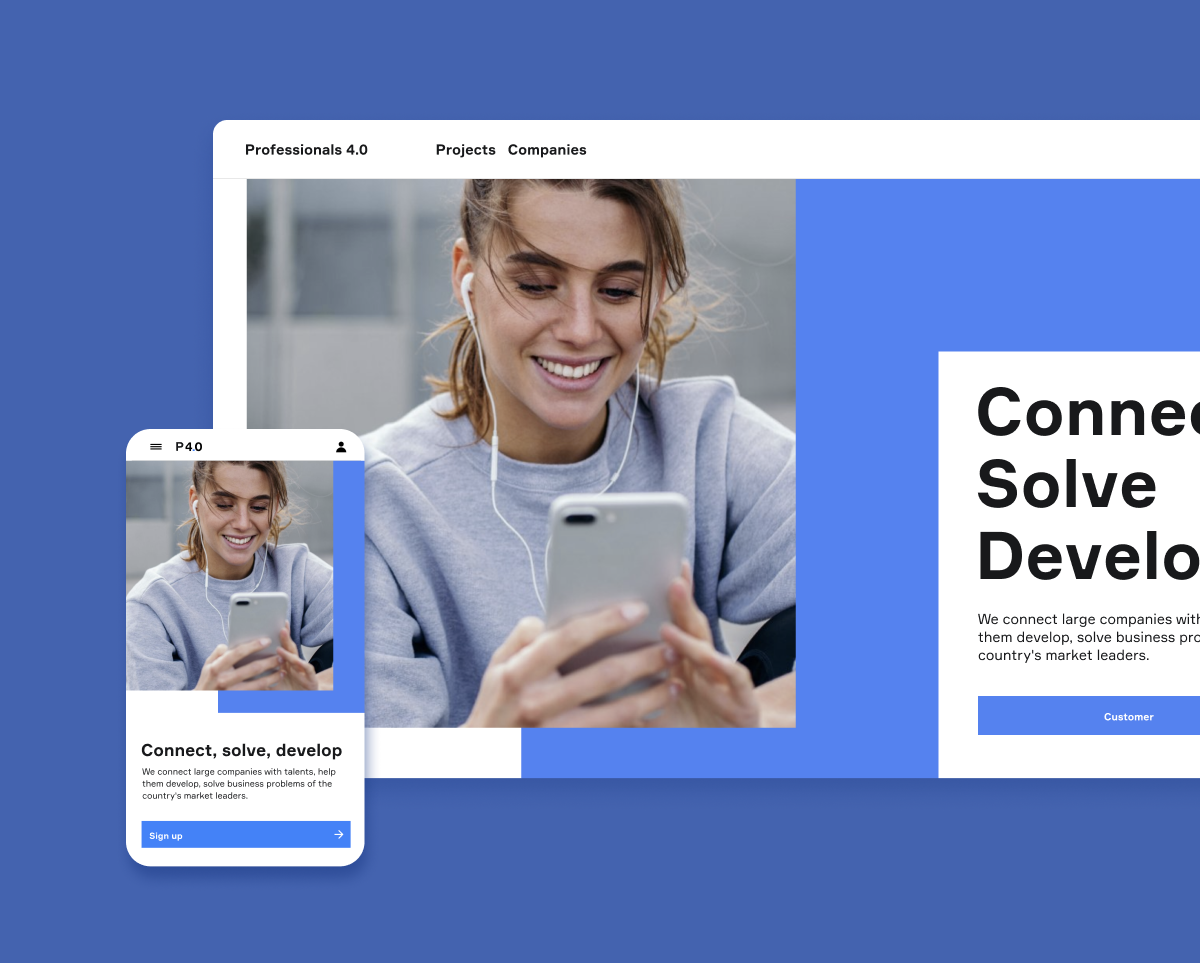 Professionals 4.0
Projects
Companies
Connec
Solve
Develo
We connect large companies with
them develop, solve business pro
country's market leaders.
Customer
P4.0
Connect, solve, develop
We connect large companies with talents, help
them develop, solve business problems of the
country's market leaders.
Sign up